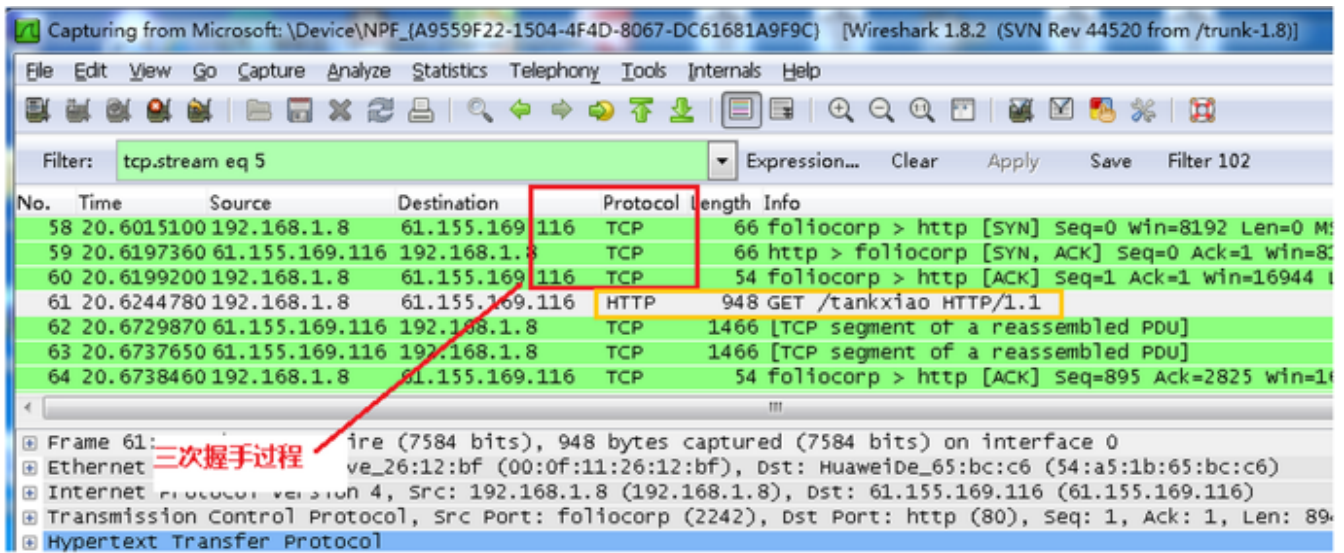 Capturing from Microsoft: \Device\NPF_{A9559F22-1504-4F4D-8067-DC61681A9F9C} [Wireshark 1.8.2 (SVN Rev 44520 from /trunk-1.8)]
File Edit View Go Capture Analyze Statistics Telephony Tools Internals Help
Filter: tcp.stream eq 5 Expression... Clear Apply Save Filter 102
No. Time Source Destination Protocol Length Info
58 20.6015100 192.168.1.8 61.155.169.116 TCP 66 foliocorp > http [SYN] Seq=0 Win=8192 Len=0
59 20.6197360 61.155.169.116 192.168.1.8 TCP 66 http > foliocorp [SYN, ACK] Seq=0 Ack=1
60 20.6199200 192.168.1.8 61.155.169.116 TCP 54 foliocorp > http [ACK] Seq=1 Ack=1 Win=16944
61 20.6244780 192.168.1.8 61.155.169.116 HTTP 948 GET /tankxiao HTTP/1.1
62 20.6729870 61.155.169.116 192.168.1.8 TCP 1466 [TCP segment of a reassembled PDU]
63 20.6737650 61.155.169.116 192.168.1.8 TCP 1466 [TCP segment of a reassembled PDU]
64 20.6738460 192.168.1.8 61.155.169.116 TCP 54 foliocorp > http [ACK] Seq=895 Ack=2825
Frame 61: (7584 bits), 948 bytes captured (7584 bits) on interface 0
三次握手过程
Ethernet ve_26:12:bf (00:0f:11:26:12:bf), Dst: HuaweiDe_65:bc:c6 (54:a5:1b:65:bc:c6)
Internet Protocol Version 4, Src: 192.168.1.8 (192.168.1.8), Dst: 61.155.169.116 (61.155.169.116)
Transmission Control Protocol, Src Port: foliocorp (2242), Dst Port: http (80), Seq: 1, Ack: 1, Len:
Hypertext Transfer Protocol